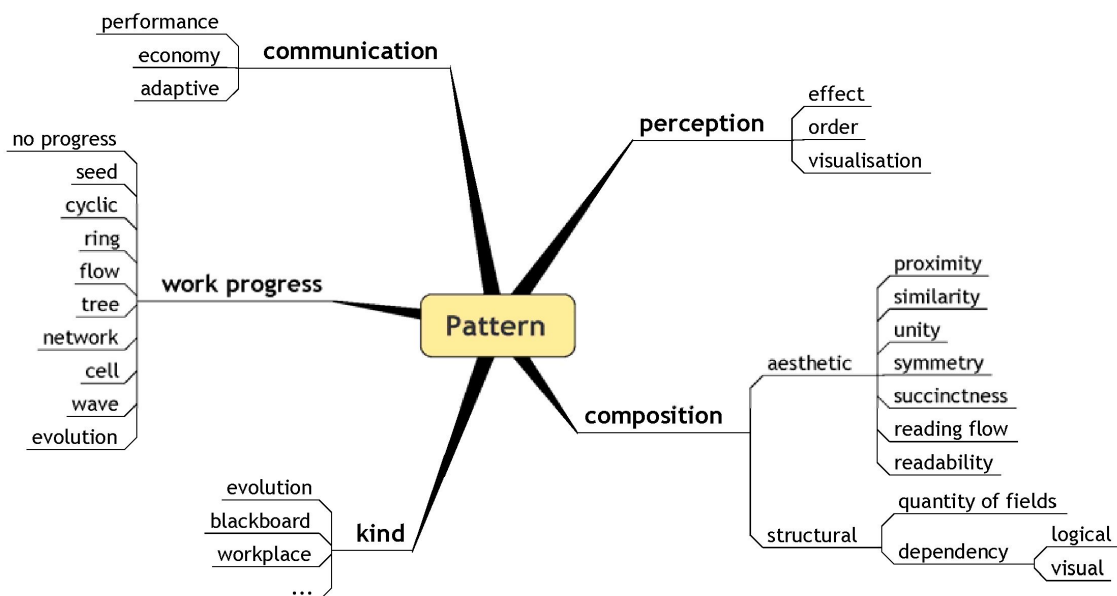 performance
communication
economy
adaptive
perception
effect
order
visualisation
no progress
seed
cyclic
ring
flow
work progress
tree
network
cell
wave
evolution
Pattern
composition
aesthetic
proximity
similarity
unity
symmetry
succinctness
reading flow
readability
structural
quantity of fields
dependency
logical
visual
kind
evolution
blackboard
workplace
...